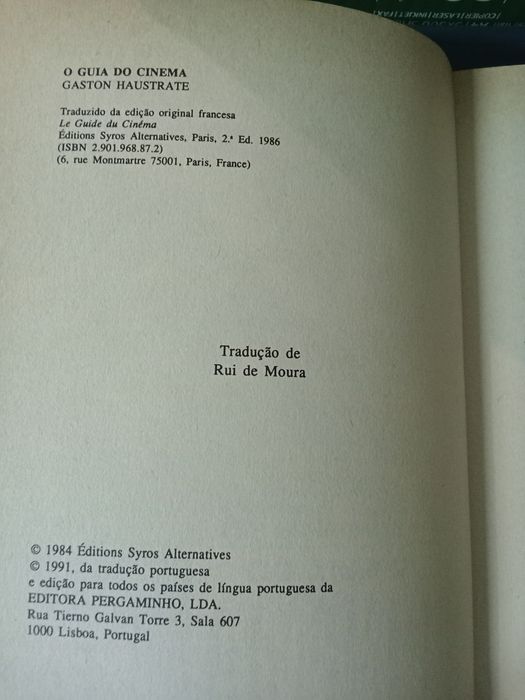 O GUIA DO CINEMA
GASTON HAUSTRATE
Traduzido da edição original francesa
Le Guide du Cinéma
Éditions Syros Alternatives, Paris, 2.ª Ed. 1986
(ISBN 2.901.968.87.2)
(6, rue Montmartre 75001, Paris, France)
Tradução de
Rui de Moura
© 1984 Éditions Syros Alternatives
© 1991, da tradução portuguesa
e edição para todos os países de língua portuguesa da
EDITORA PERGAMINHO, LDA.
Rua Tierno Galvan Torre 3, Sala 607
1000 Lisboa, Portugal